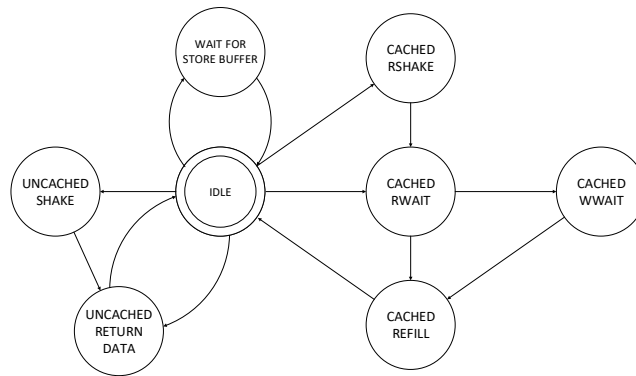 WAIT FOR
STORE BUFFER
CACHED
RSHAKE
UNCACHED
SHAKE
IDLE
CACHED
RWAIT
CACHED
WWAIT
UNCACHED
RETURN
DATA
CACHED
REFILL